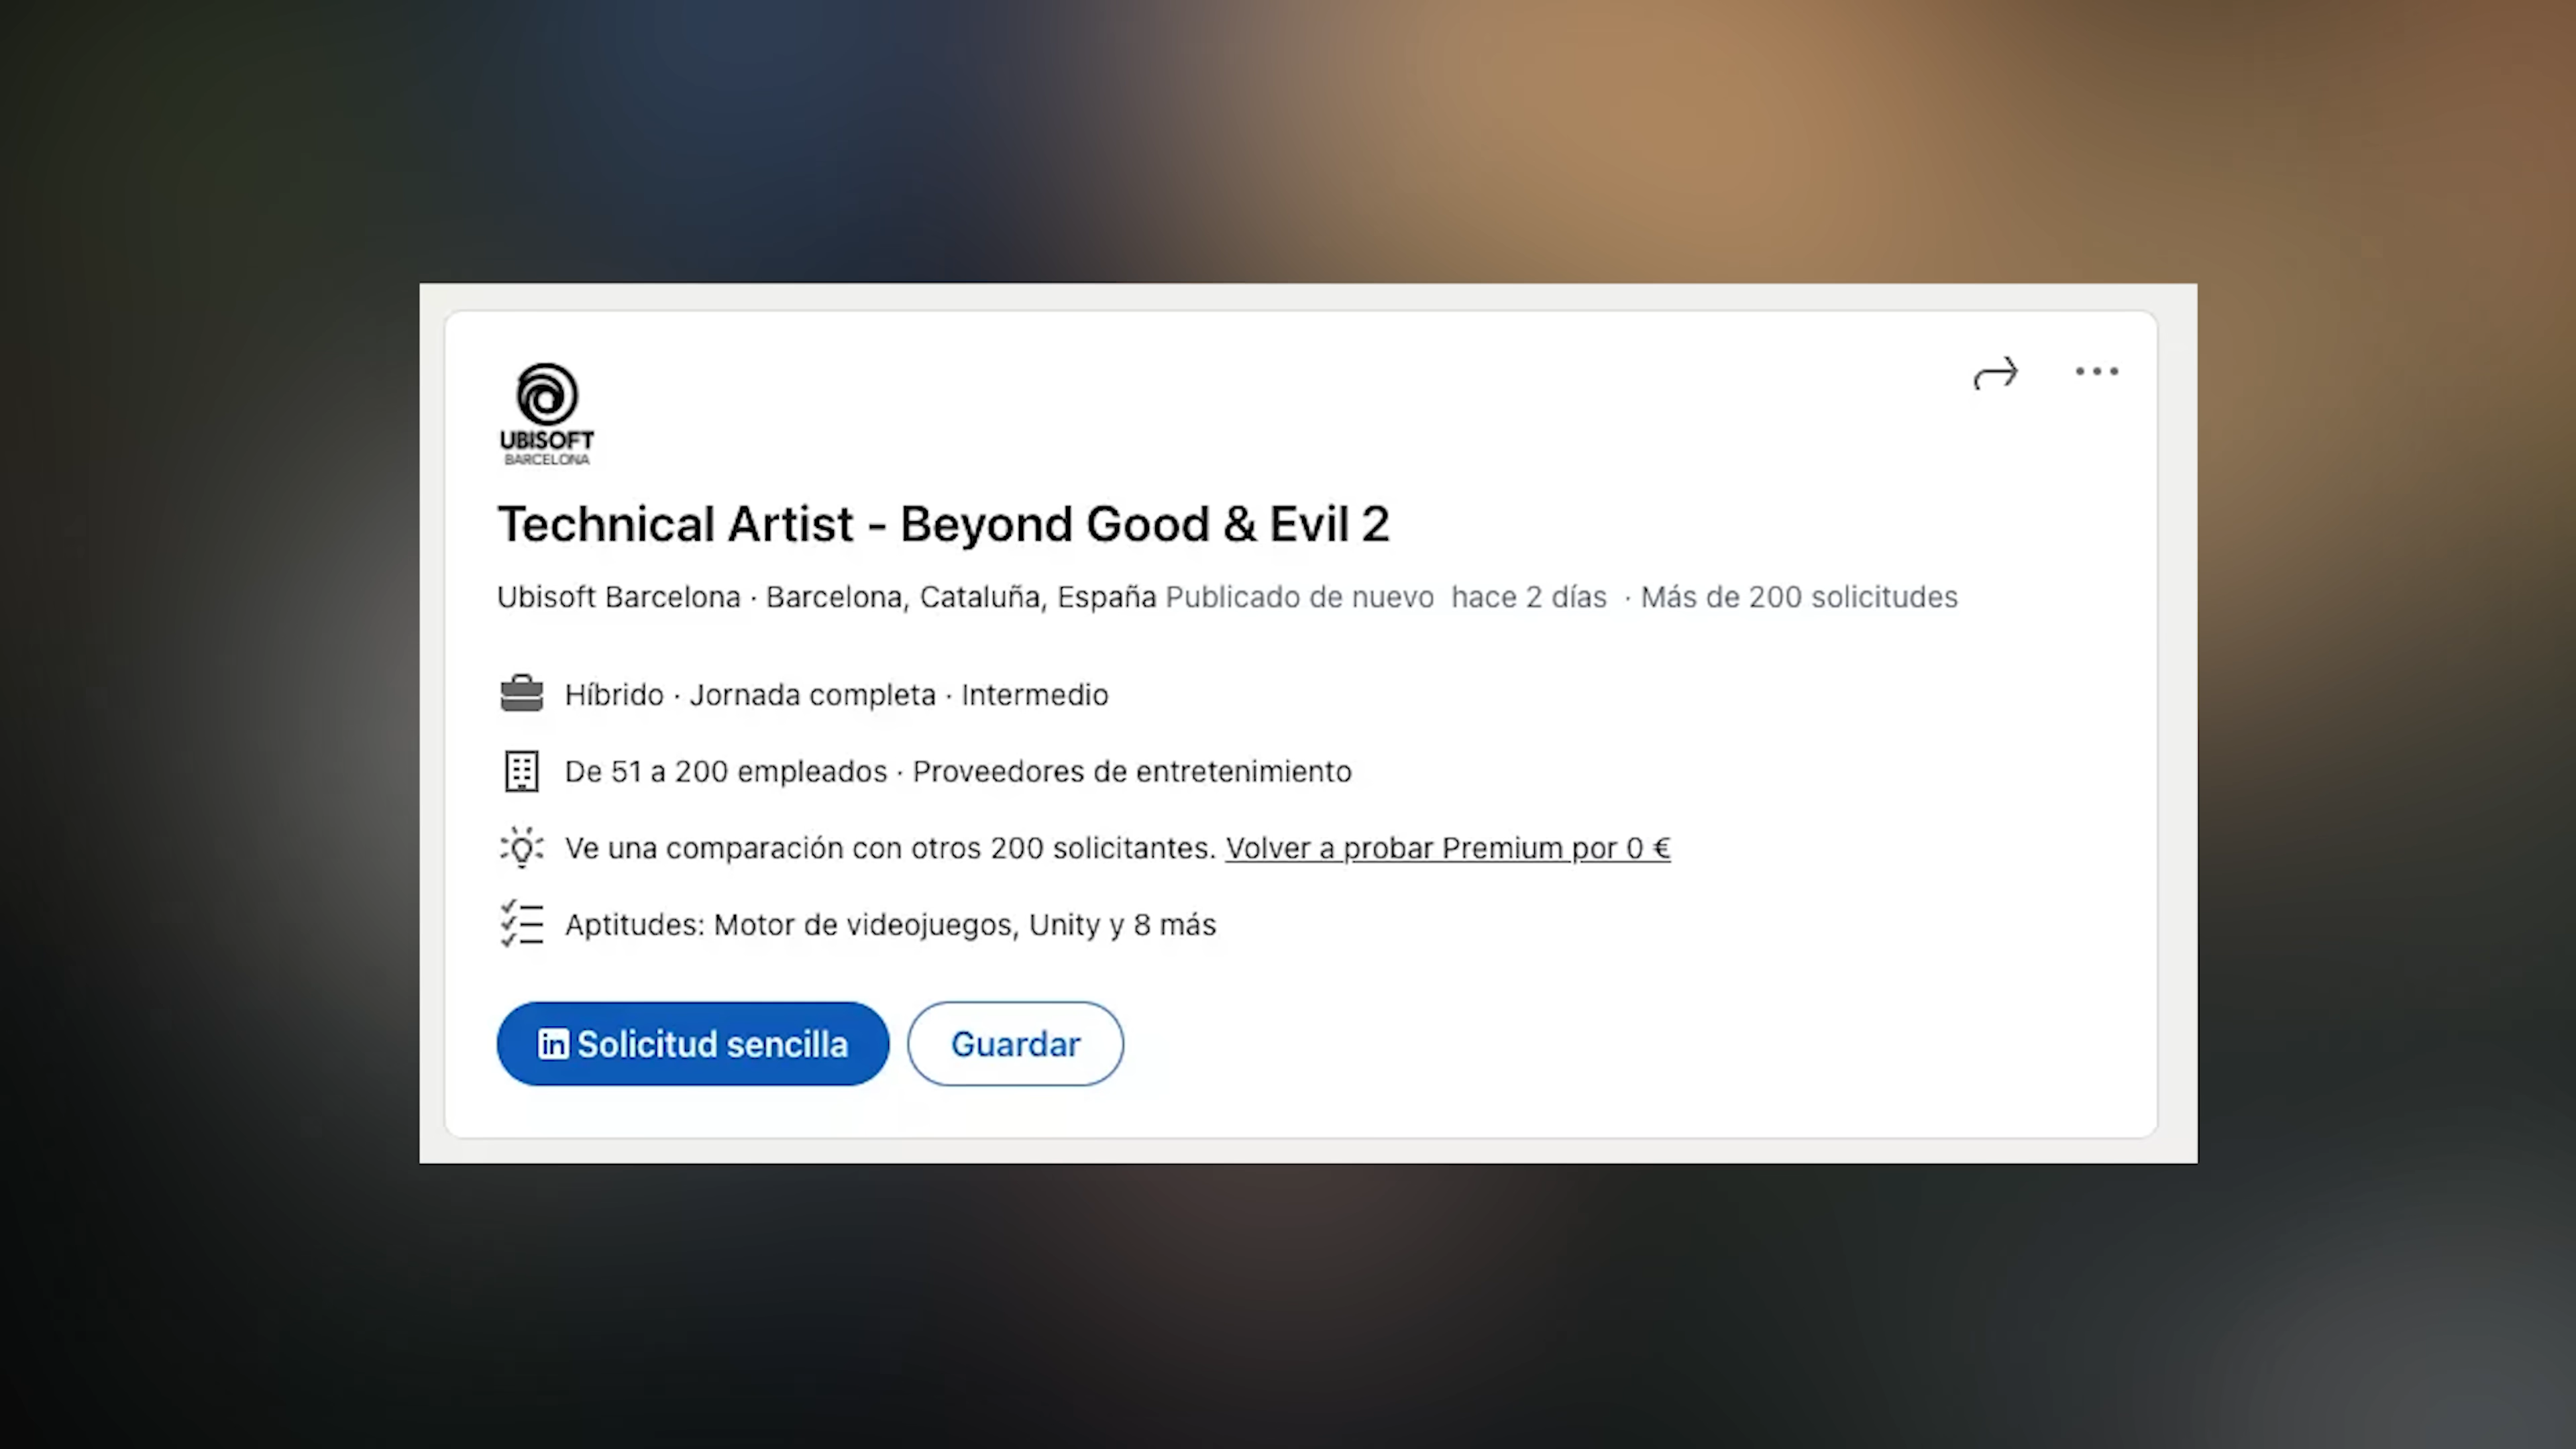 UBISOFT
BARCELONA
Technical Artist - Beyond Good & Evil 2
Ubisoft Barcelona · Barcelona, Cataluña, España Publicado de nuevo hace 2 días · Más de 200 solicitudes
Híbrido · Jornada completa · Intermedio
De 51 a 200 empleados · Proveedores de entretenimiento
Ve una comparación con otros 200 solicitantes. Volver a probar Premium por 0 €
Aptitudes: Motor de videojuegos, Unity y 8 más
in Solicitud sencilla
Guardar